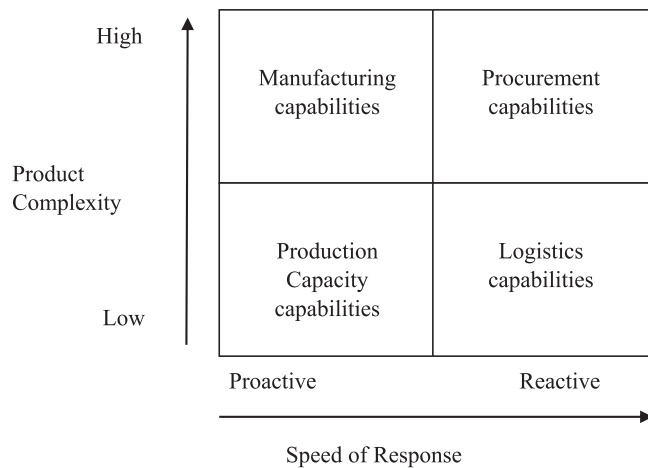 High
Manufacturing
capabilities
Procurement
capabilities
Product
Complexity
Production
Capacity
capabilities
Logistics
capabilities
Low
Proactive
Reactive
Speed of Response